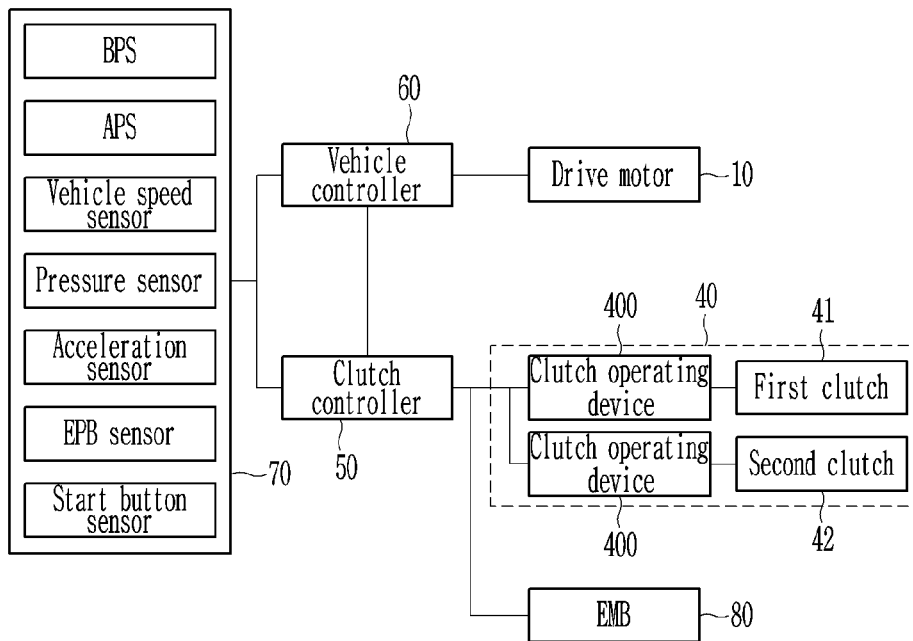 BPS
APS
Vehicle speed
sensor
Pressure sensor
Acceleration
sensor
EPB sensor
Start button
sensor
70
60
Vehicle
controller
Drive motor
10
Clutch
controller
50
400
40
41
Clutch operating
device
First clutch
Clutch operating
device
Second clutch
400
42
EMB
80